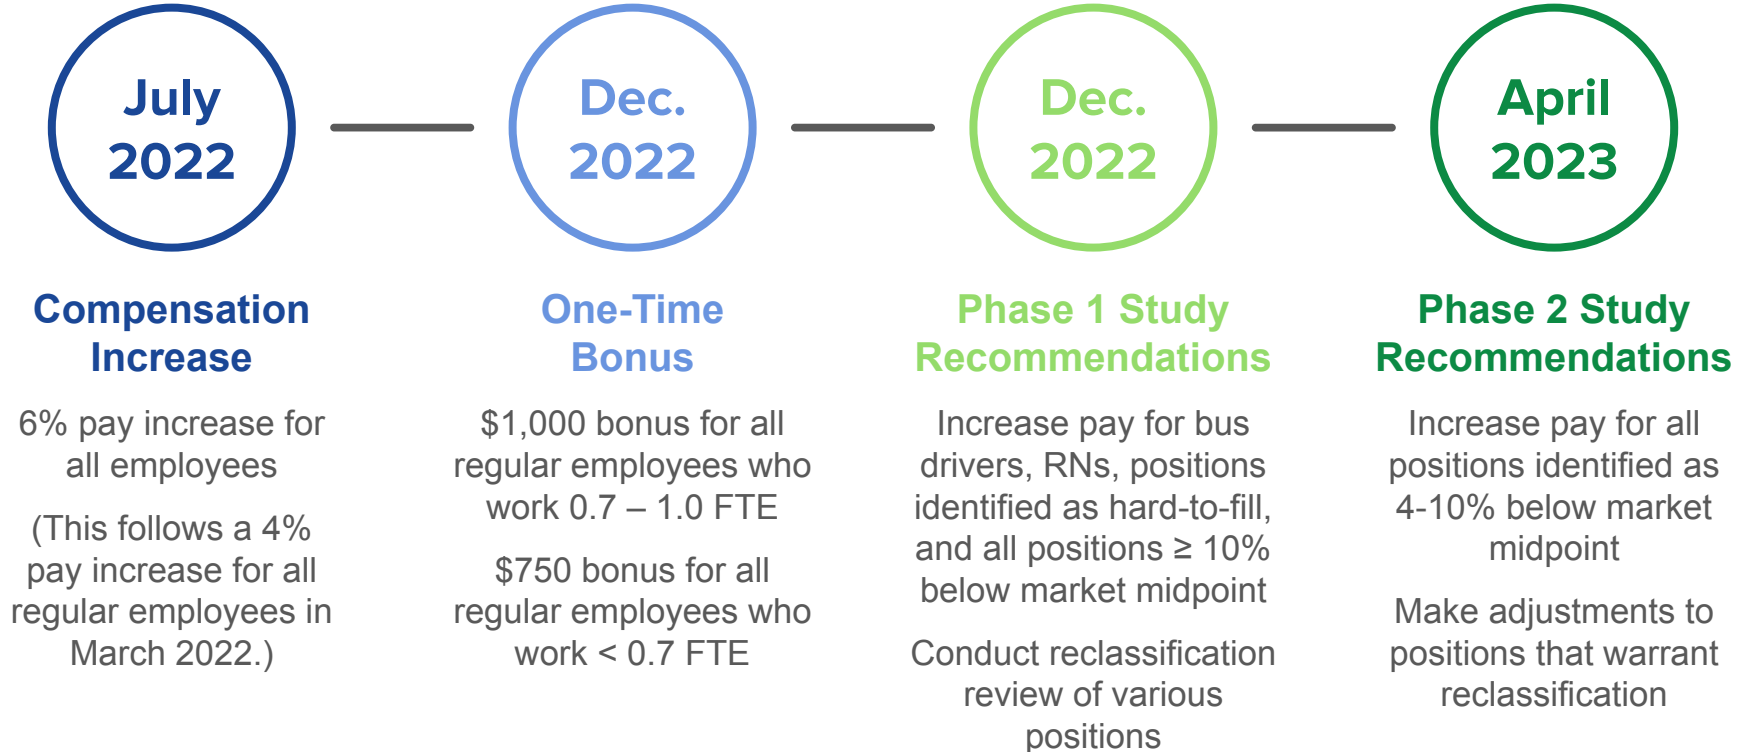 July
2022
Dec.
2022
Dec.
2022
April
2023
Compensation
Increase
6% pay increase for
all employees
(This follows a 4%
pay increase for all
regular employees in
March 2022.)
One-Time
Bonus
$1,000 bonus for all
regular employees who
work 0.7 – 1.0 FTE
$750 bonus for all
regular employees who
work < 0.7 FTE
Phase 1 Study
Recommendations
Increase pay for bus
drivers, RNs, positions
identified as hard-to-fill,
and all positions ≥ 10%
below market midpoint
Conduct reclassification
review of various
positions
Phase 2 Study
Recommendations
Increase pay for all
positions identified as
4-10% below market
midpoint
Make adjustments to
positions that warrant
reclassification